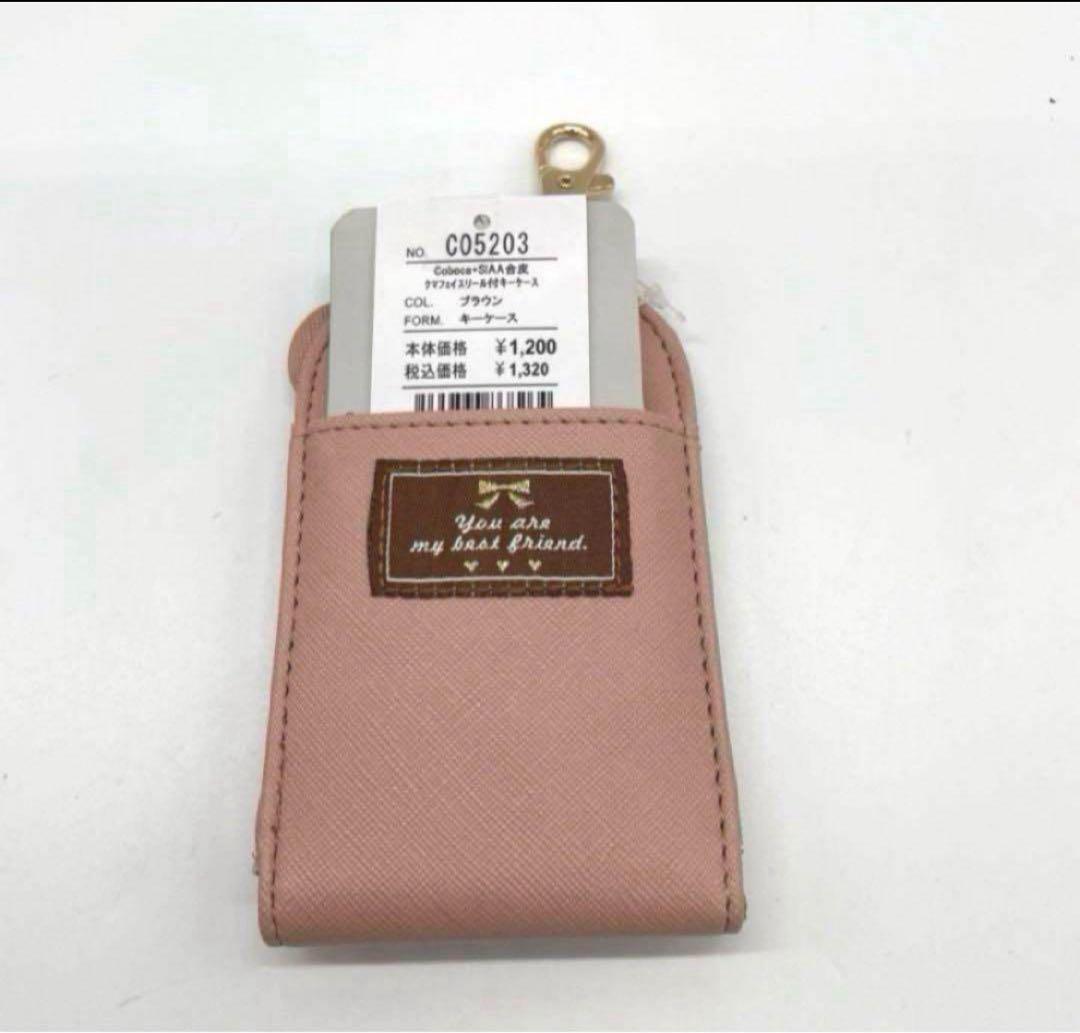 NO. CO5203
Coboca+SIAA合皮
クマフェイスリール付キーケース
COL. ブラウン
FORM. キーケース
本体価格 ¥1,200
税込価格 ¥1,320
You are
my best friend.